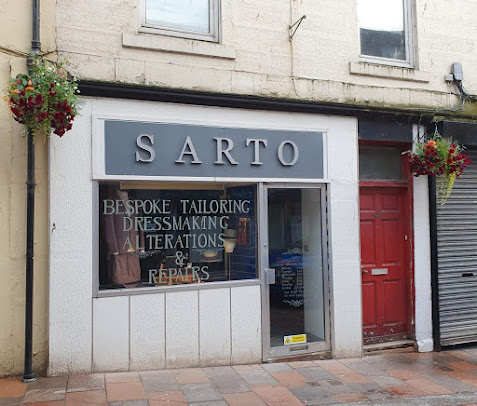 SARTO
BESPOKE TAILORING
DRESSMAKING
ALTERATIONS
&
REPAIRS